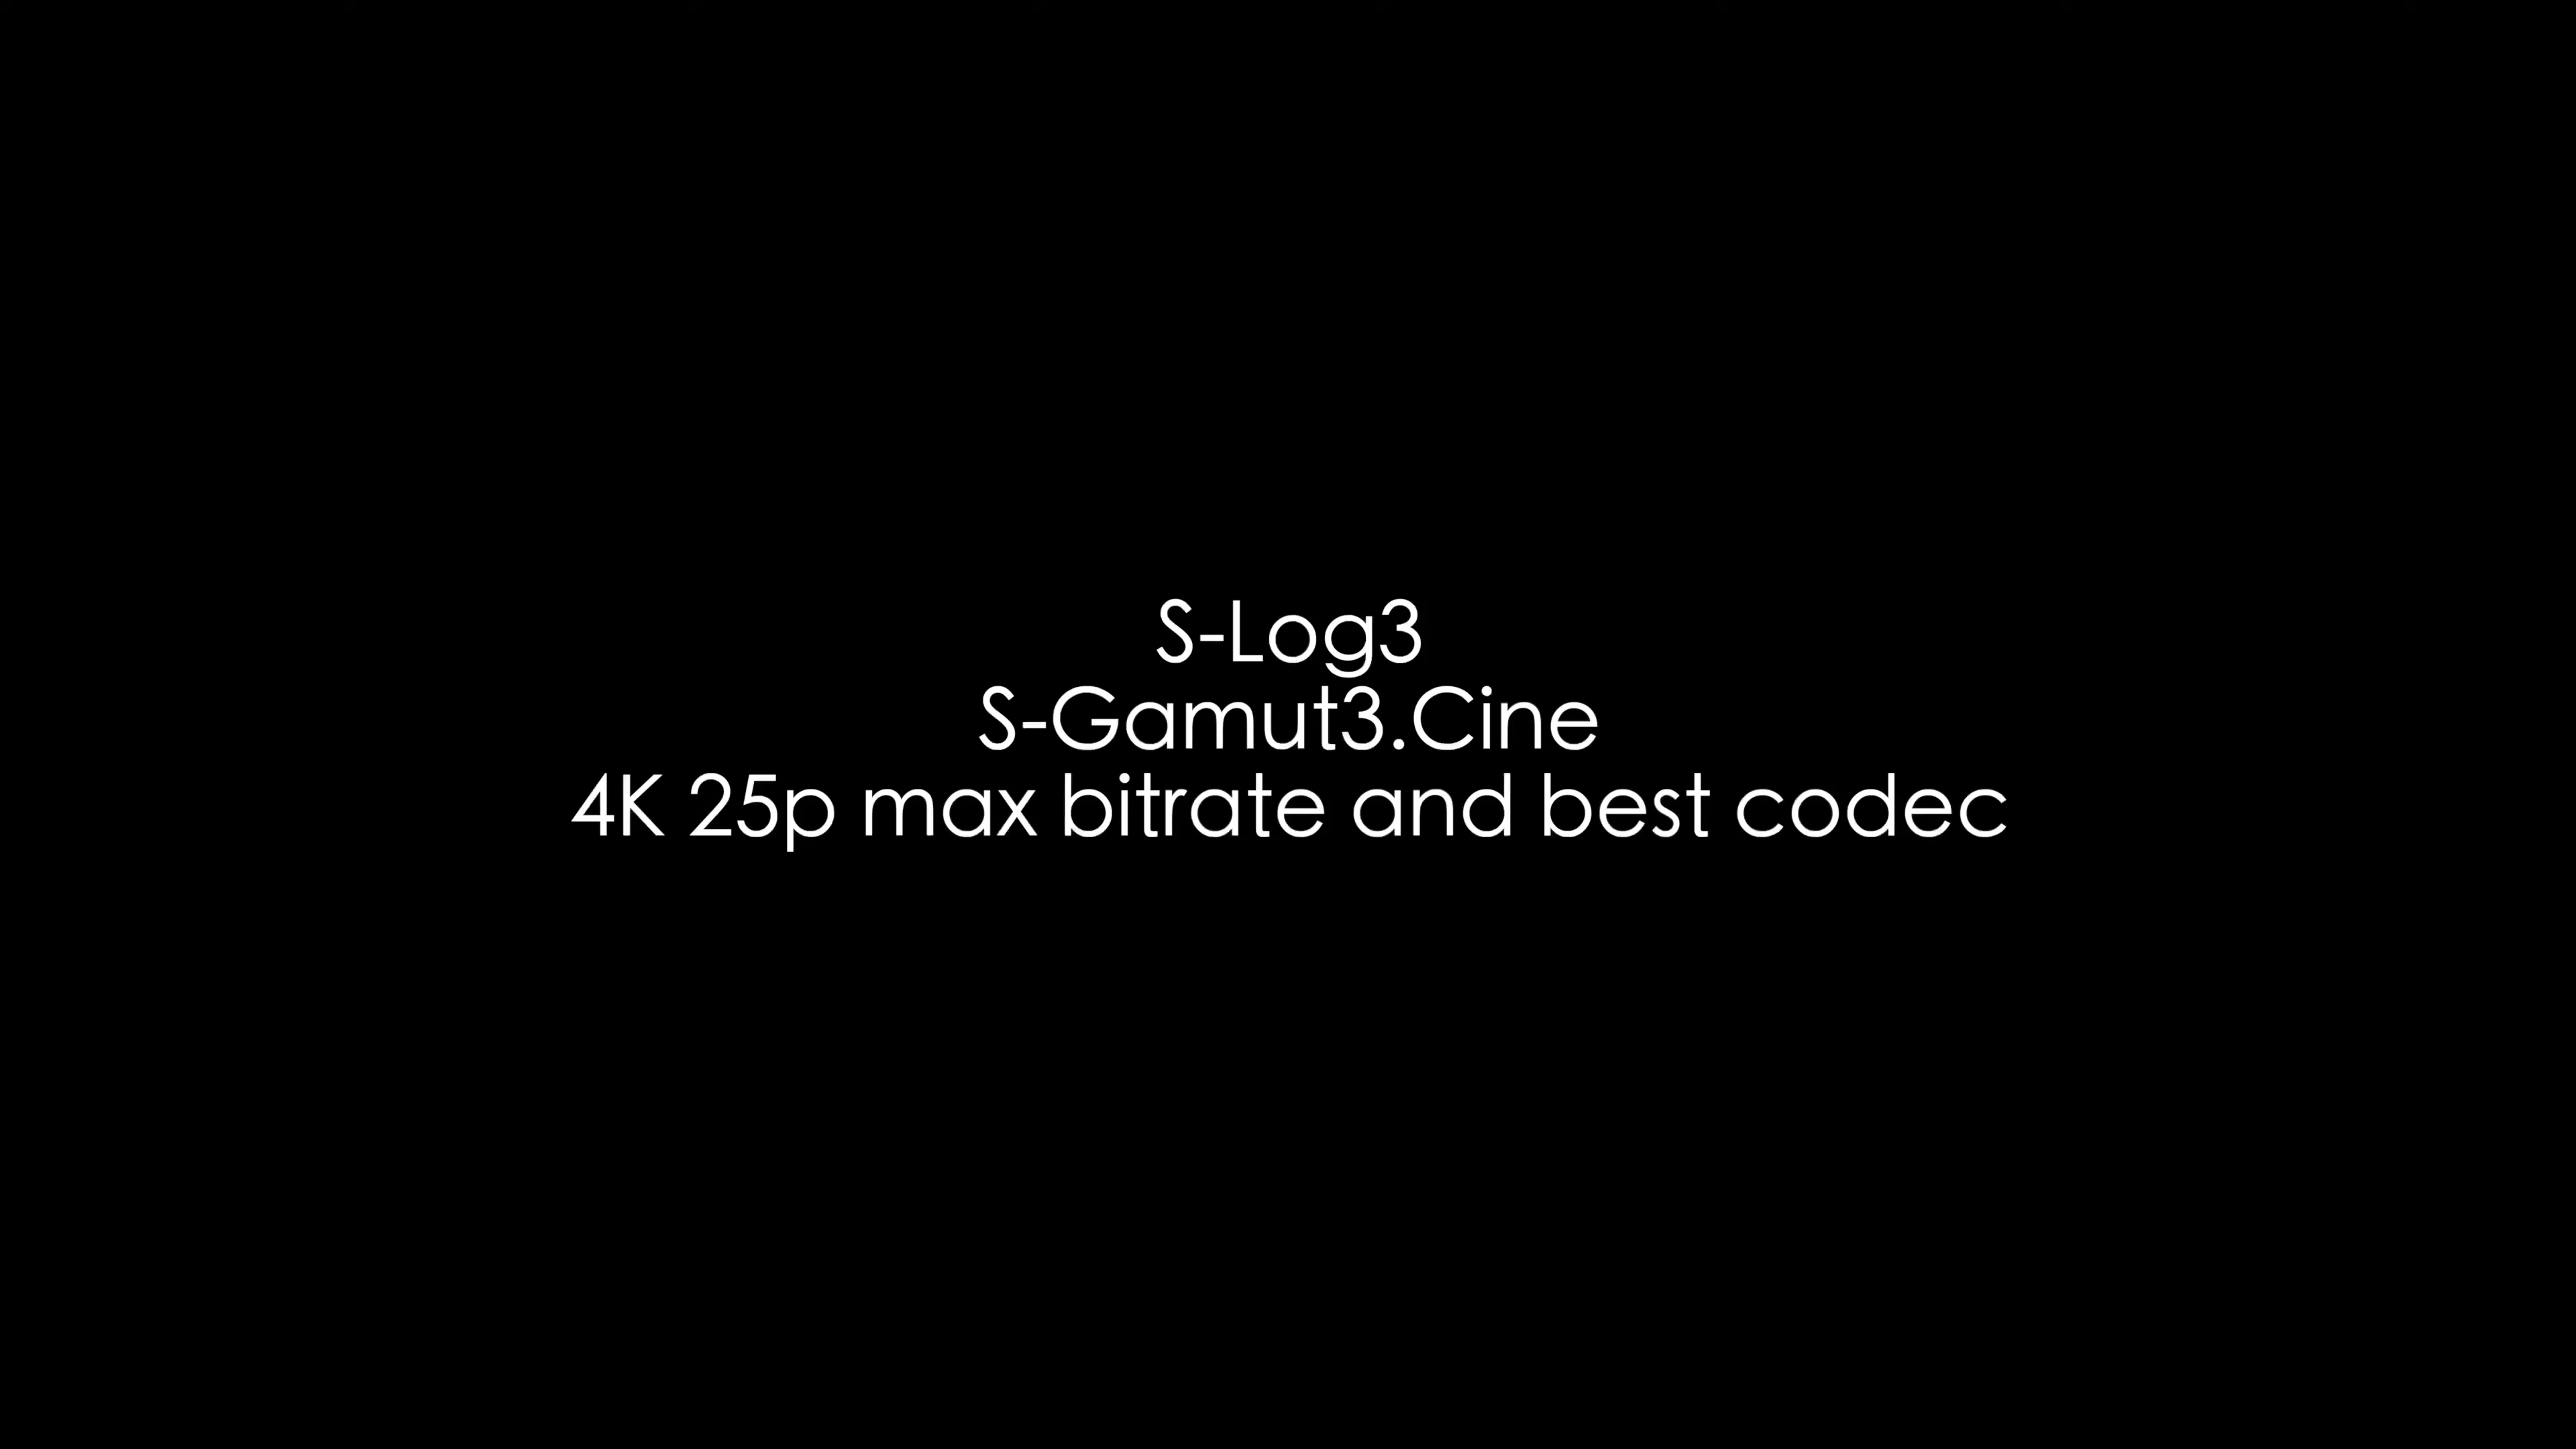 S-Log3
S-Gamut3.Cine
4K 25p max bitrate and best codec